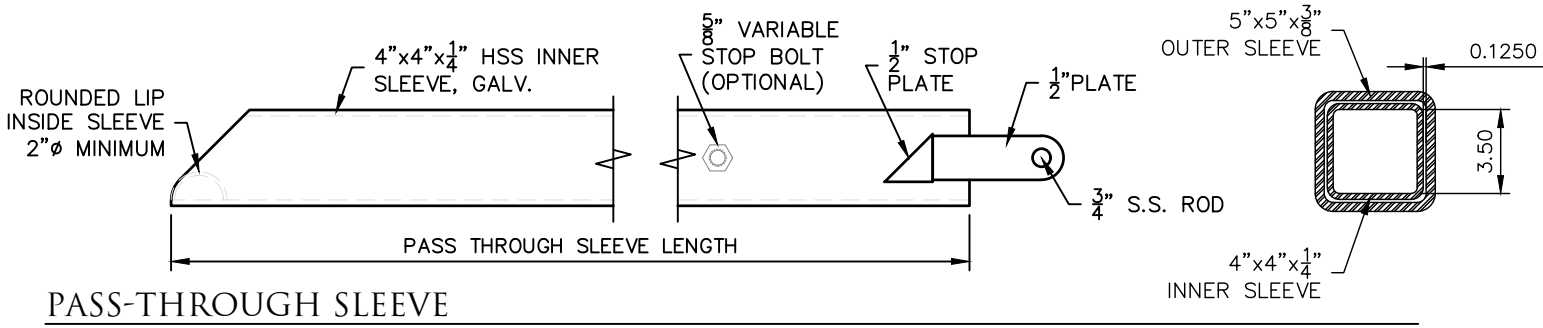 ROUNDED LIP
INSIDE SLEEVE
2"ø MINIMUM
4"x4"x1/4" HSS INNER
SLEEVE, GALV.
5/8" VARIABLE
STOP BOLT
(OPTIONAL)
1/2" STOP
PLATE
1/2"PLATE
3/4" S.S. ROD
PASS THROUGH SLEEVE LENGTH
5"x5"x3/8"
OUTER SLEEVE
0.1250
3.50
4"x4"x1/4"
INNER SLEEVE
PASS-THROUGH SLEEVE